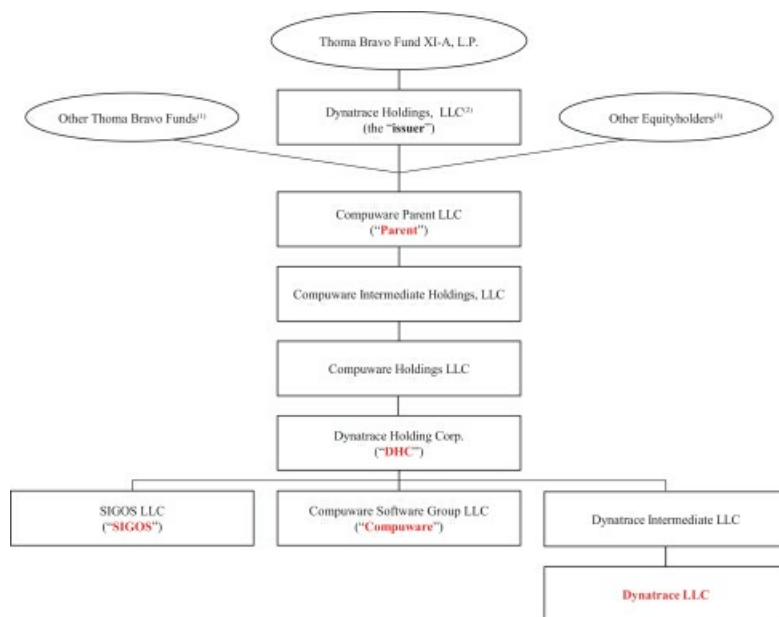 Thoma Bravo Fund XI-A, L.P.
Dynatrace Holdings, LLC(2)
(the “issuer”)
Other Thoma Bravo Funds(1)
Other Equityholders(3)
Compuware Parent LLC
(“Parent”)
Compuware Intermediate Holdings, LLC
Compuware Holdings LLC
Dynatrace Holding Corp.
(“DHC”)
SIGOS LLC
(“SIGOS”)
Compuware Software Group LLC
(“Compuware”)
Dynatrace Intermediate LLC
Dynatrace LLC